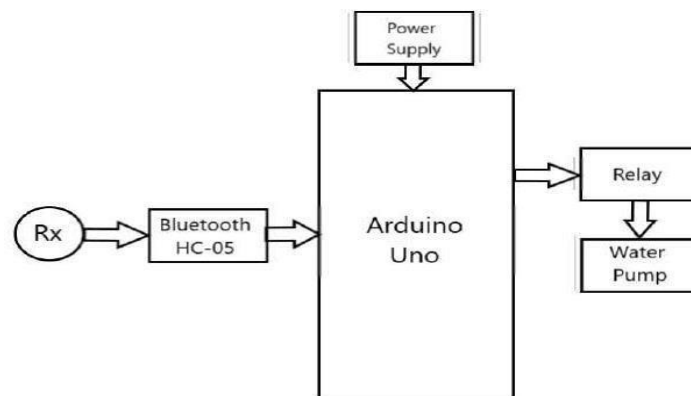 Power
Supply
Rx
Bluetooth
HC-05
Arduino
Uno
Relay
Water
Pump